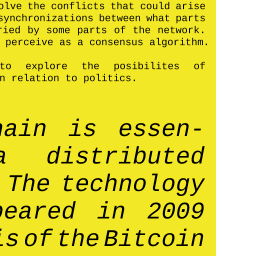 olve the conflicts that could arise
synchronizations between what parts
ried by some parts of the network.
perceive as a consensus algorithm.
to explore the posibilites of
n relation to politics.
hain is essen-
a distributed
The technology
peared in 2009
is of the Bitcoin